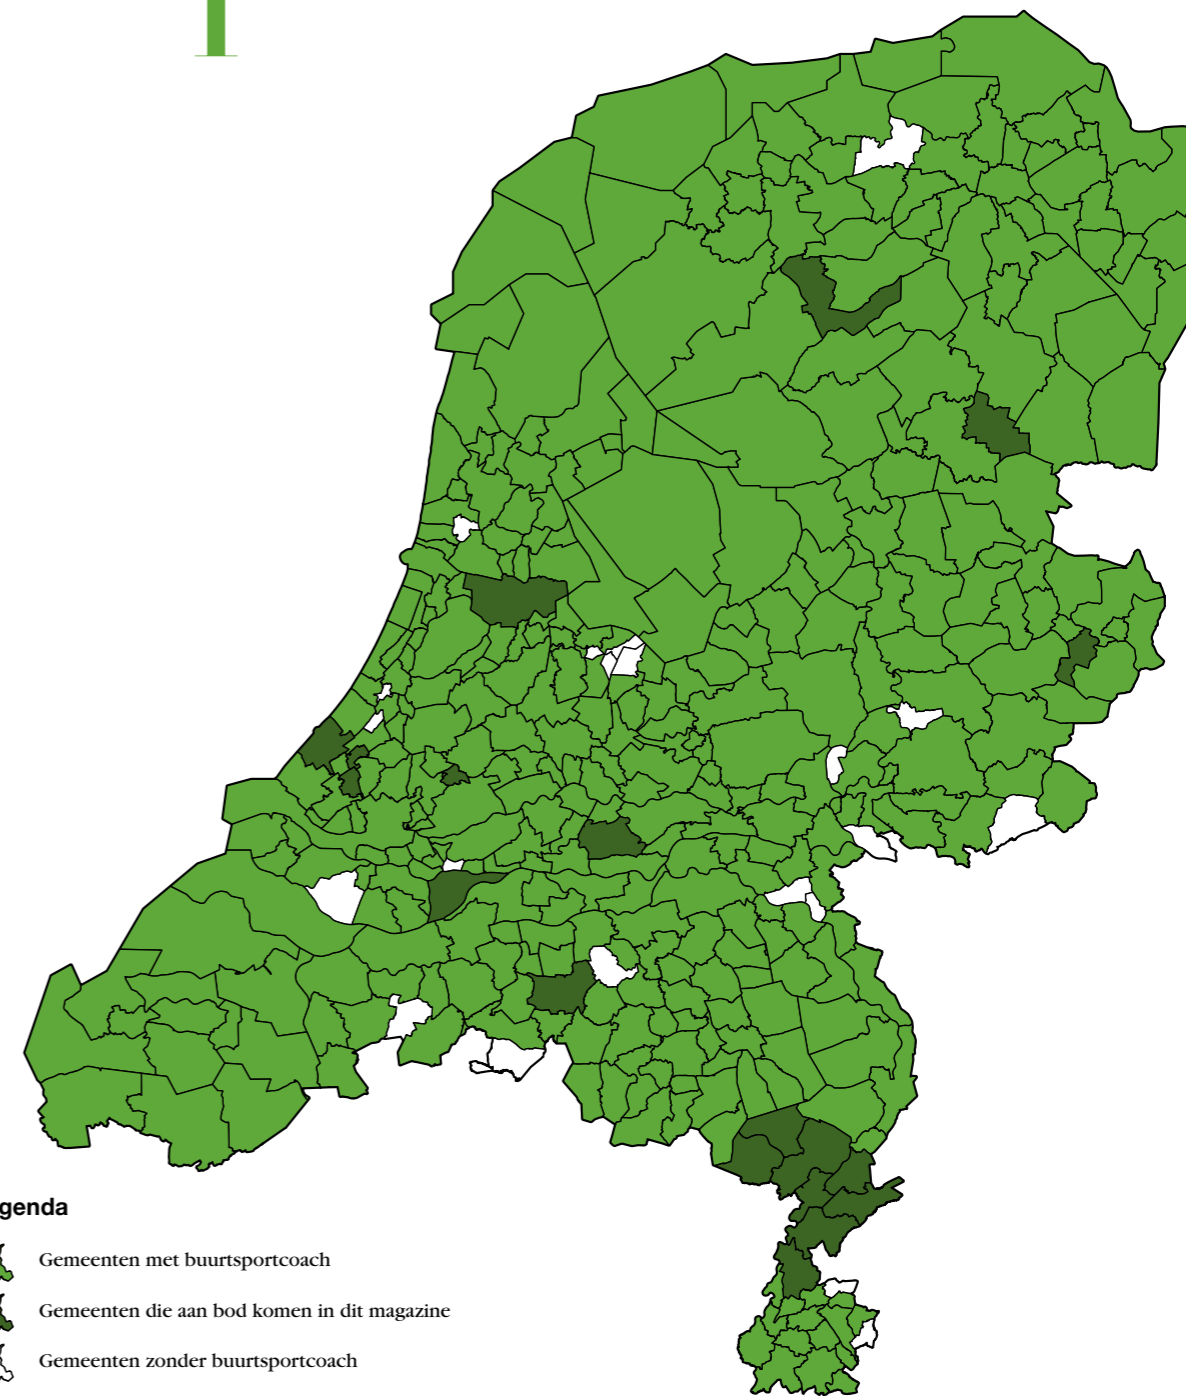 genda
Gemeenten met buurtsportcoach
Gemeenten die aan bod komen in dit magazine
Gemeenten zonder buurtsportcoach